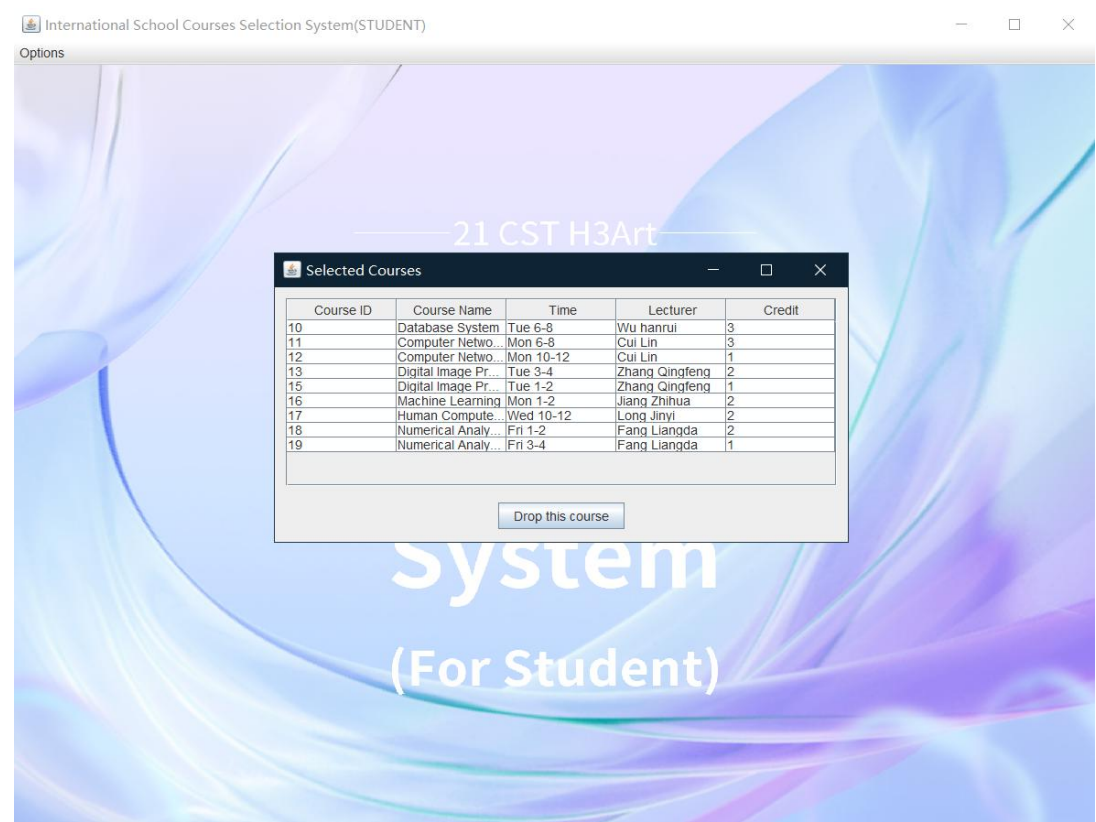 International School Courses Selection System(STUDENT)
Options
21 CST H3Art
Selected Courses
Course ID Course Name Time Lecturer Credit
10 Database System Tue 6-8 Wu hanrui 3
11 Computer Netwo... Mon 6-8 Cui Lin 3
12 Computer Netwo... Mon 10-12 Cui Lin 1
13 Digital Image Pr... Tue 3-4 Zhang Qingfeng 2
15 Digital Image Pr... Tue 1-2 Zhang Qingfeng 1
16 Machine Learning Mon 1-2 Jiang Zhihua 2
17 Human Compute... Wed 10-12 Long Jinyi 2
18 Numerical Analy... Fri 1-2 Fang Liangda 2
19 Numerical Analy... Fri 3-4 Fang Liangda 1
Drop this course
System
(For Student)